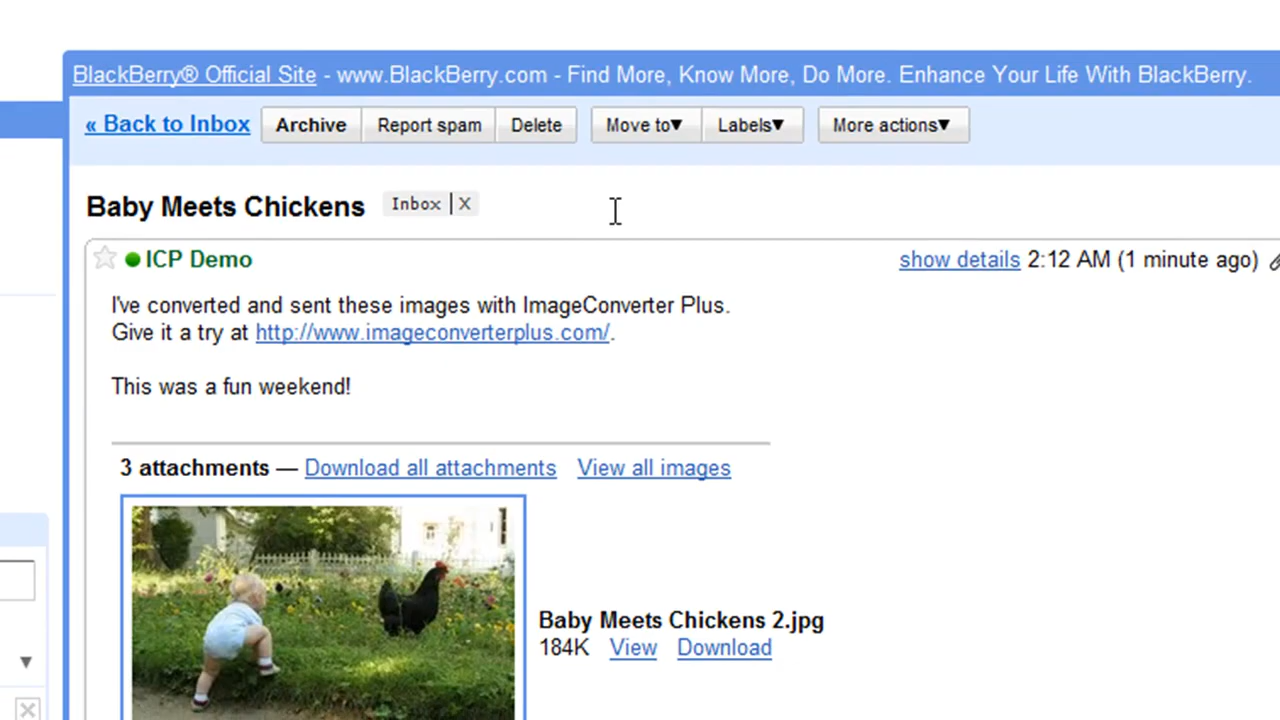 BlackBerry® Official Site - www.BlackBerry.com - Find More, Know More, Do More. Enhance Your Life With BlackBerry.
« Back to Inbox Archive Report spam Delete Move to▼ Labels▼ More actions▼
Baby Meets Chickens Inbox | X
ICP Demo show details 2:12 AM (1 minute ago)
I've converted and sent these images with ImageConverter Plus.
Give it a try at http://www.imageconverterplus.com/.
This was a fun weekend!
3 attachments — Download all attachments View all images
Baby Meets Chickens 2.jpg
184K View Download